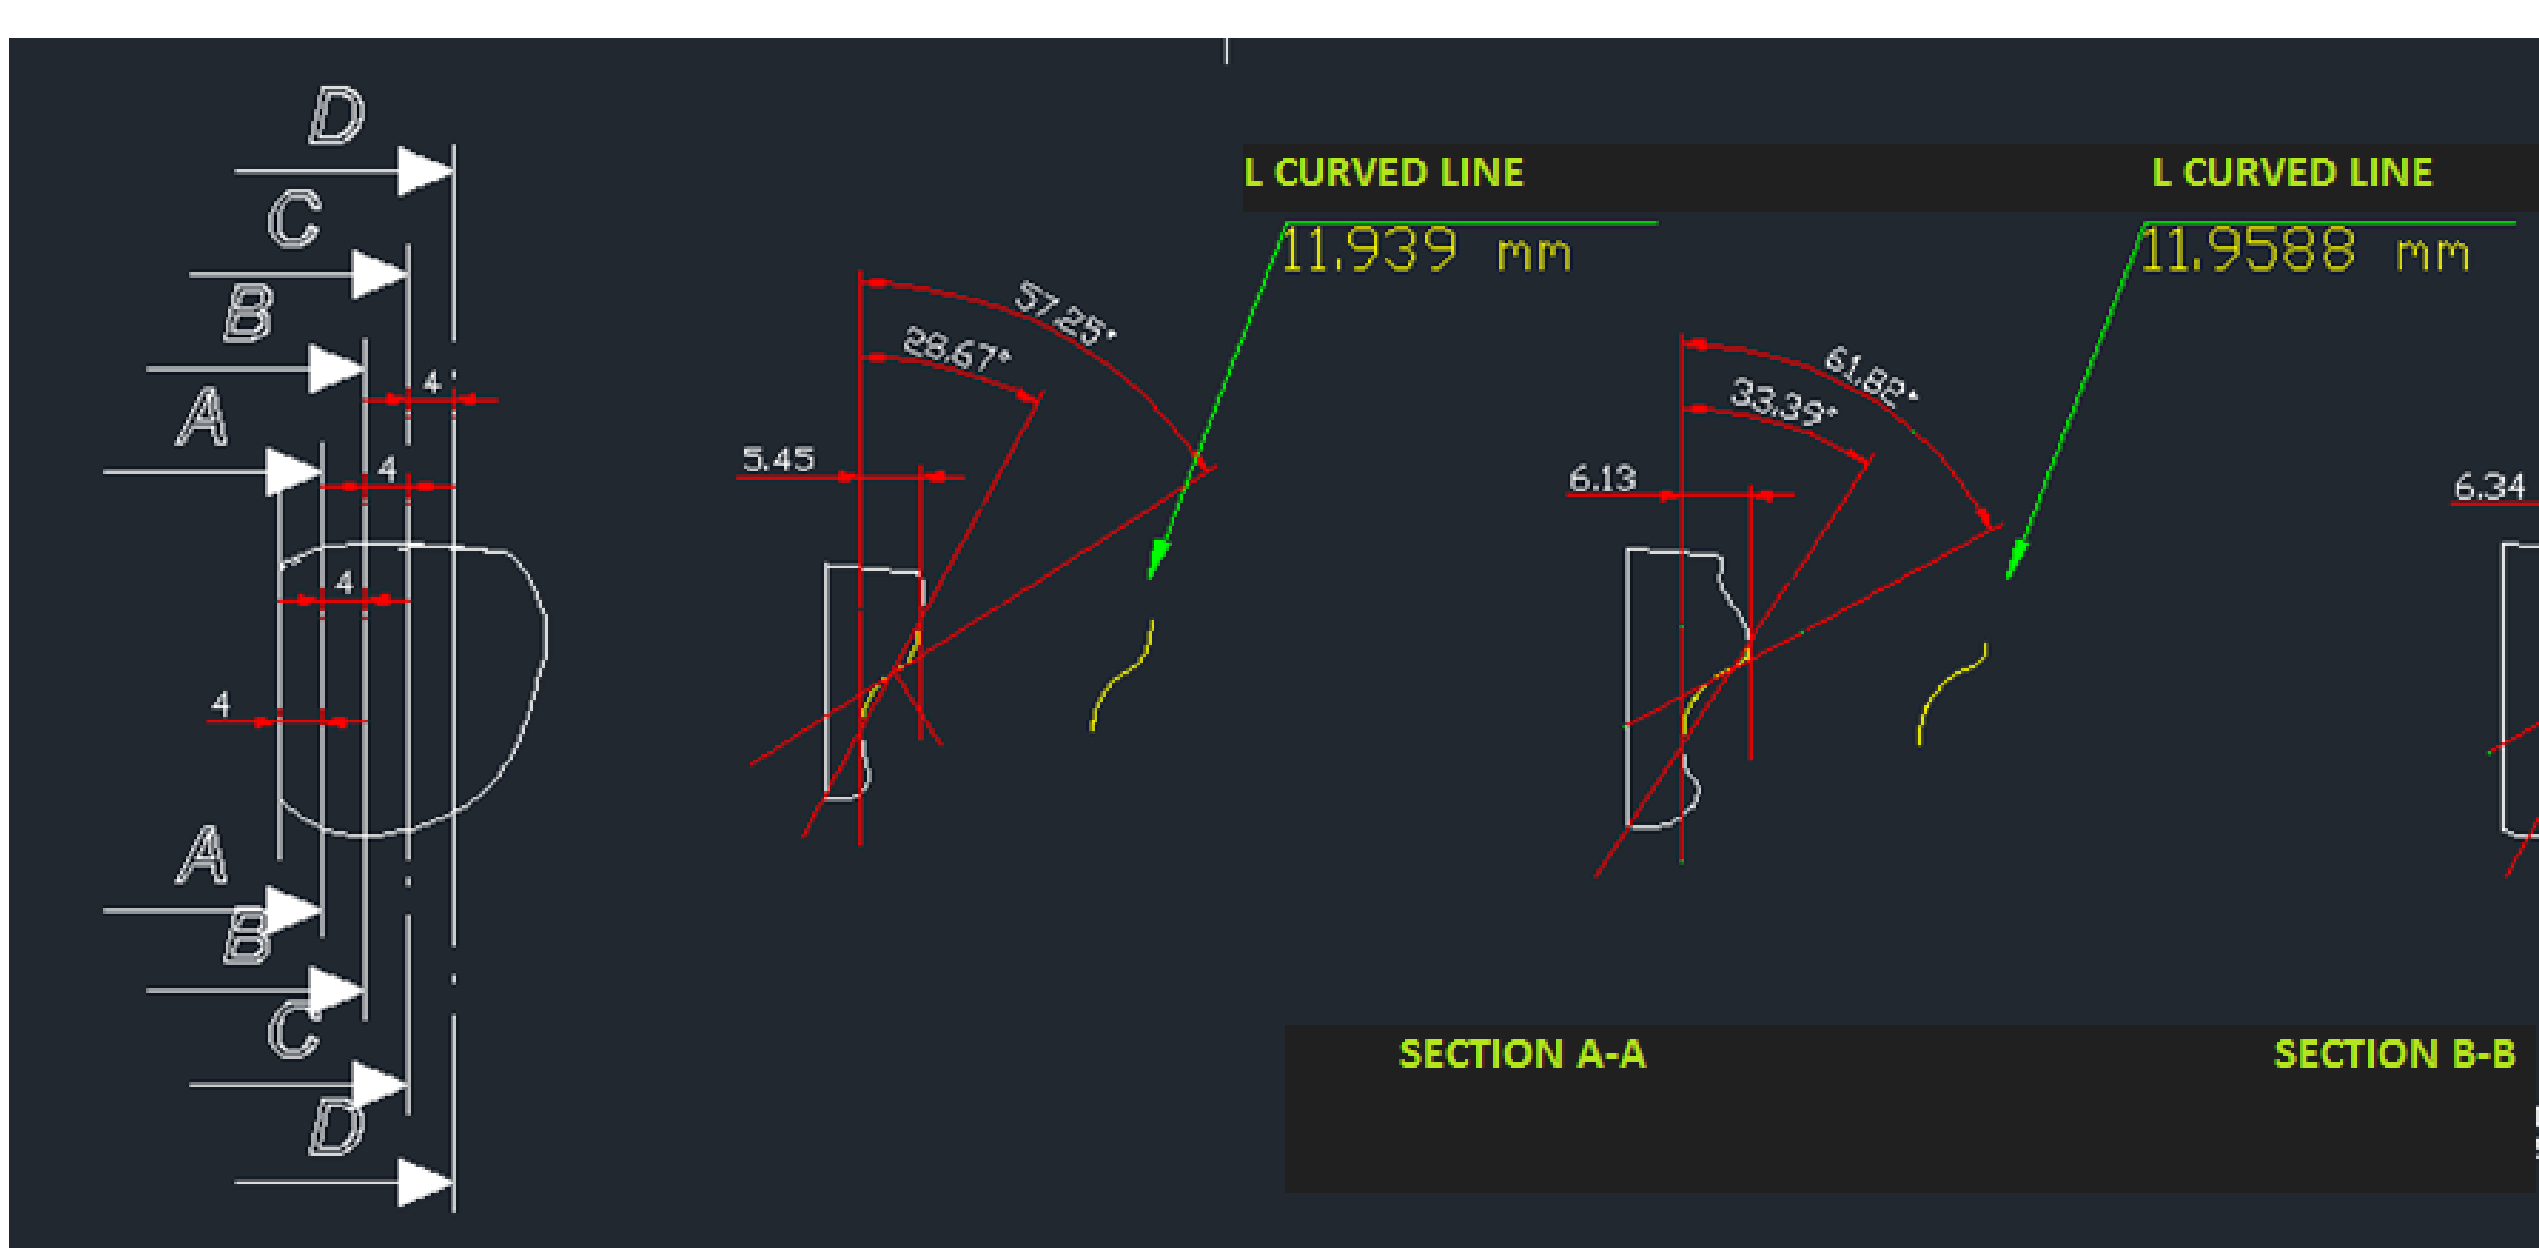 D
C
B
A
4
4
4
4
A
B
C
D
L CURVED LINE
11.939 mm
57.25°
28.67°
5.45
SECTION A-A
L CURVED LINE
11.9588 mm
61.82°
33.39°
6.13
SECTION B-B
6.34